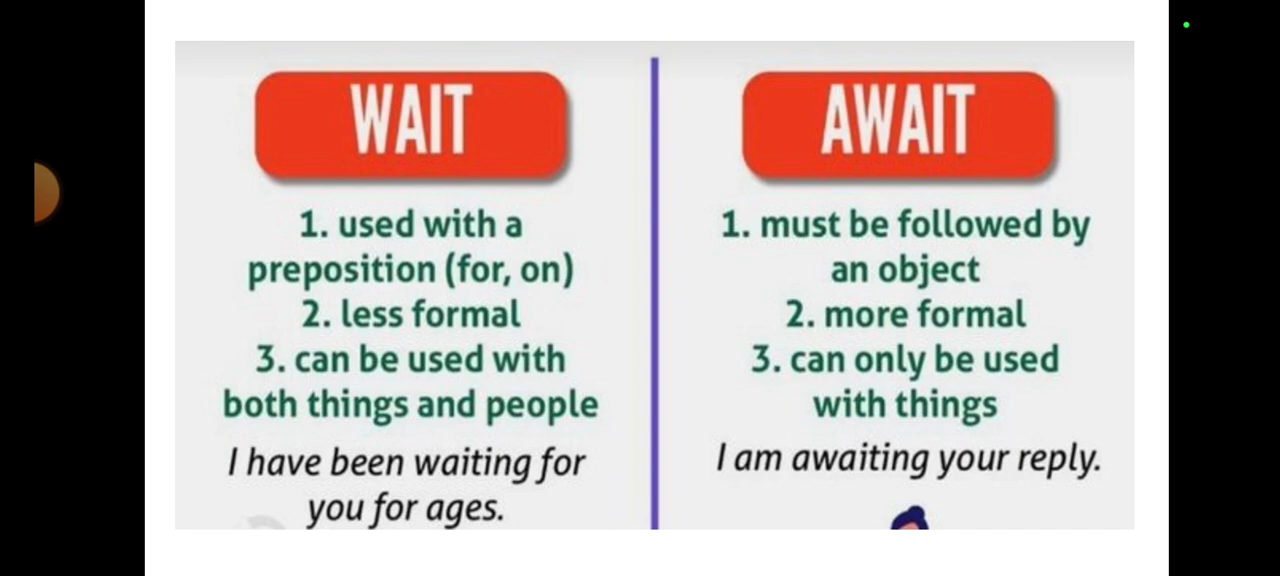 WAIT
1. used with a
preposition (for, on)
2. less formal
3. can be used with
both things and people
I have been waiting for
you for ages.
AWAIT
1. must be followed by
an object
2. more formal
3. can only be used
with things
I am awaiting your reply.